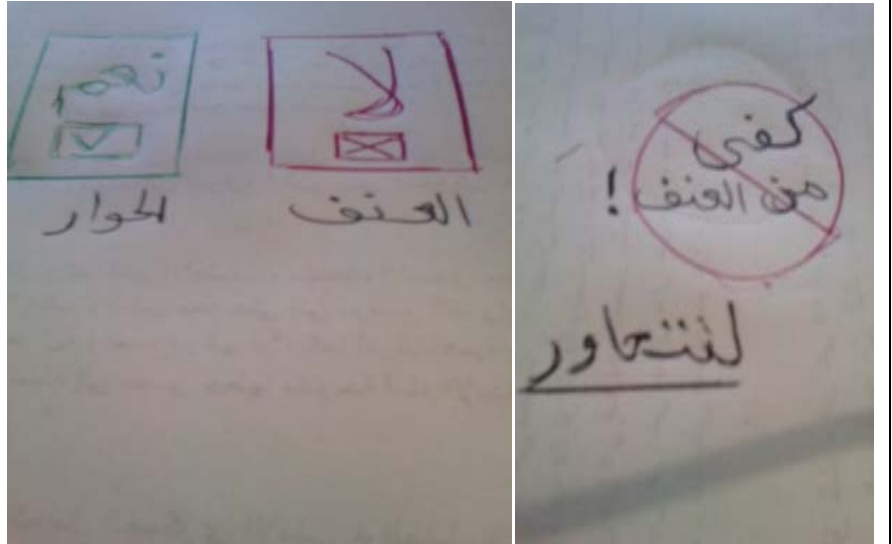 لا
العنف
نعم
الحوار
كفى
من العنف !
لنتحاور